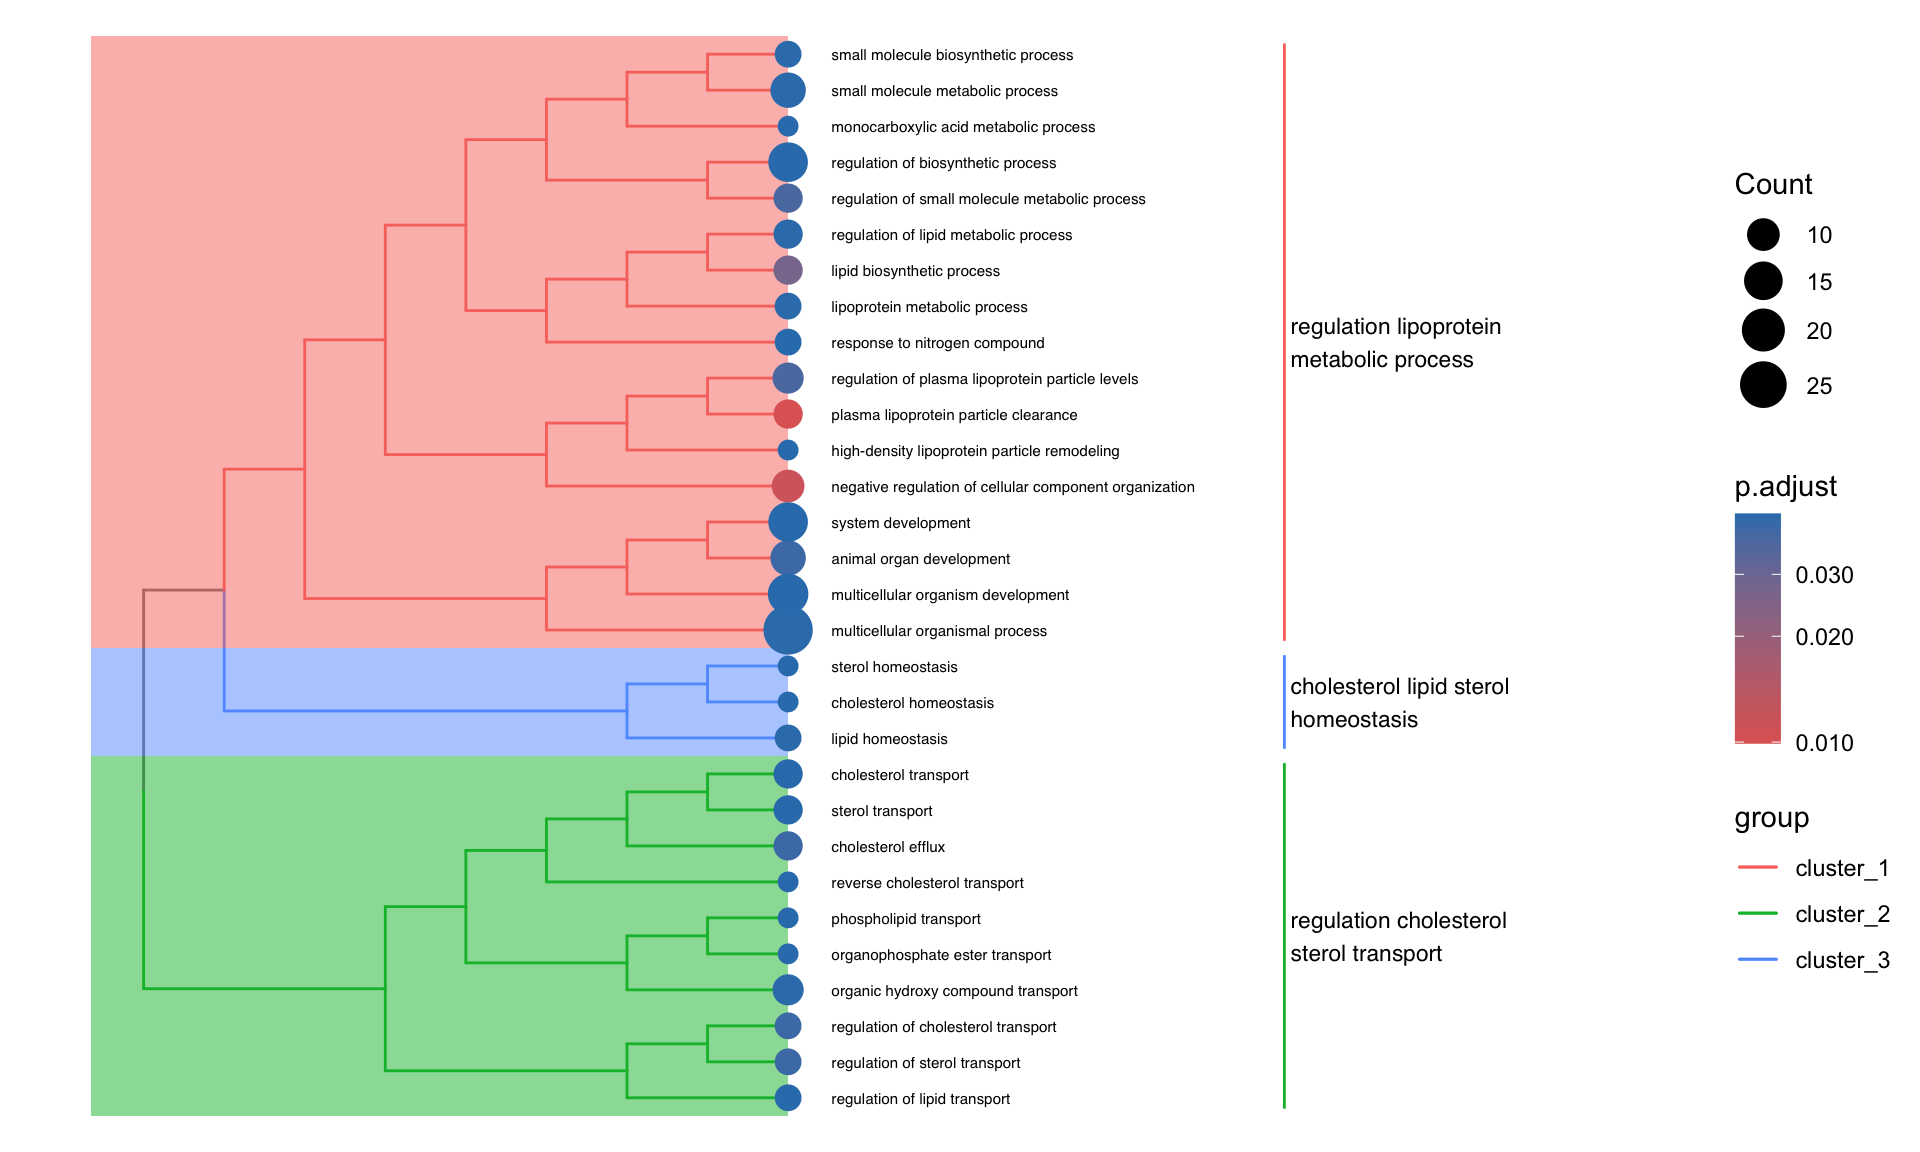 small molecule biosynthetic process
small molecule metabolic process
monocarboxylic acid metabolic process
regulation of biosynthetic process
regulation of small molecule metabolic process
regulation of lipid metabolic process
lipid biosynthetic process
lipoprotein metabolic process
response to nitrogen compound
regulation of plasma lipoprotein particle levels
plasma lipoprotein particle clearance
high-density lipoprotein particle remodeling
negative regulation of cellular component organization
system development
animal organ development
multicellular organism development
multicellular organismal process
sterol homeostasis
cholesterol homeostasis
lipid homeostasis
cholesterol transport
sterol transport
cholesterol efflux
reverse cholesterol transport
phospholipid transport
organophosphate ester transport
organic hydroxy compound transport
regulation of cholesterol transport
regulation of sterol transport
regulation of lipid transport
regulation lipoprotein
metabolic process
cholesterol lipid sterol
homeostasis
regulation cholesterol
sterol transport
Count
10
15
20
25
p.adjust
0.030
0.020
0.010
group
cluster_1
cluster_2
cluster_3